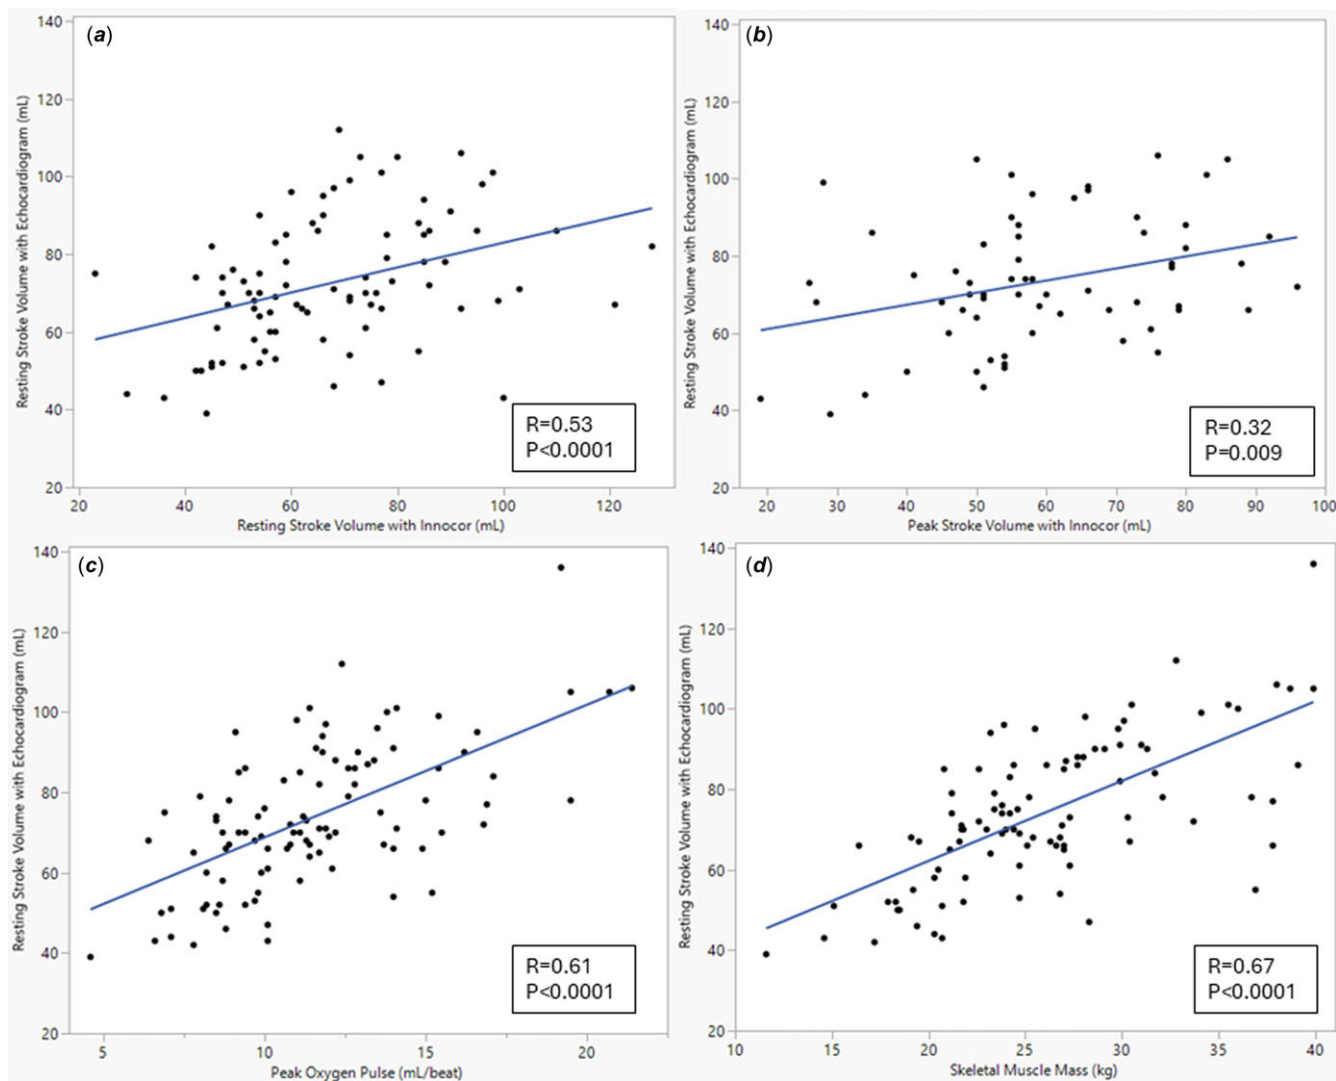 (a)
140
120
100
80
60
40
20
Resting Stroke Volume with Echocardiogram (mL)
R=0.53
P<0.0001
20 40 60 80 100 120
Resting Stroke Volume with Innocor (mL)
(b)
140
120
100
80
60
40
20
Resting Stroke Volume with Echocardiogram (mL)
R=0.32
P=0.009
20 30 40 50 60 70 80 90 100
Peak Stroke Volume with Innocor (mL)
(c)
140
120
100
80
60
40
20
Resting Stroke Volume with Echocardiogram (mL)
R=0.61
P<0.0001
5 10 15 20
Peak Oxygen Pulse (mL/beat)
(d)
140
120
100
80
60
40
20
Resting Stroke Volume with Echocardiogram (mL)
R=0.67
P<0.0001
10 15 20 25 30 35 40
Skeletal Muscle Mass (kg)